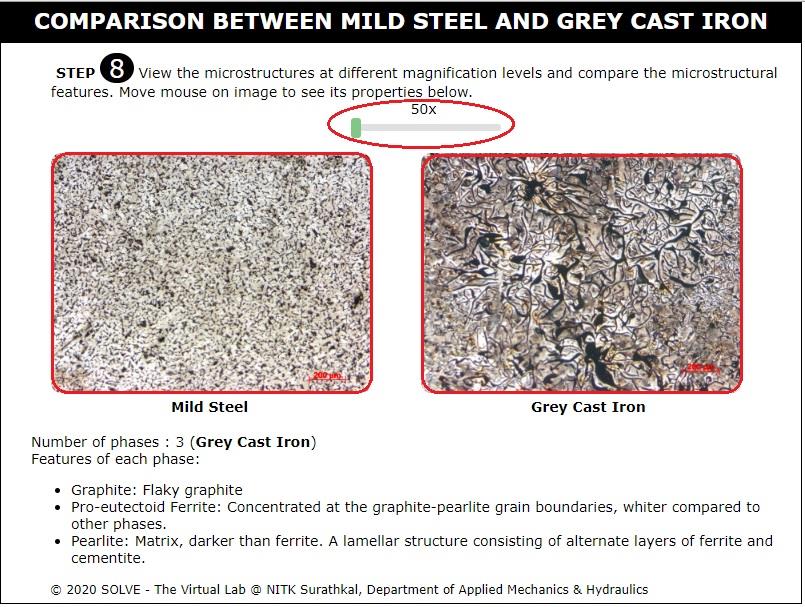 COMPARISON BETWEEN MILD STEEL AND GREY CAST IRON
STEP 8 View the microstructures at different magnification levels and compare the microstructural
features. Move mouse on image to see its properties below.
50x
200 µm
200 µm
Mild Steel
Grey Cast Iron
Number of phases : 3 (Grey Cast Iron)
Features of each phase:
• Graphite: Flaky graphite
• Pro-eutectoid Ferrite: Concentrated at the graphite-pearlite grain boundaries, whiter compared to
other phases.
• Pearlite: Matrix, darker than ferrite. A lamellar structure consisting of alternate layers of ferrite and
cementite.
© 2020 SOLVE - The Virtual Lab @ NITK Surathkal, Department of Applied Mechanics & Hydraulics